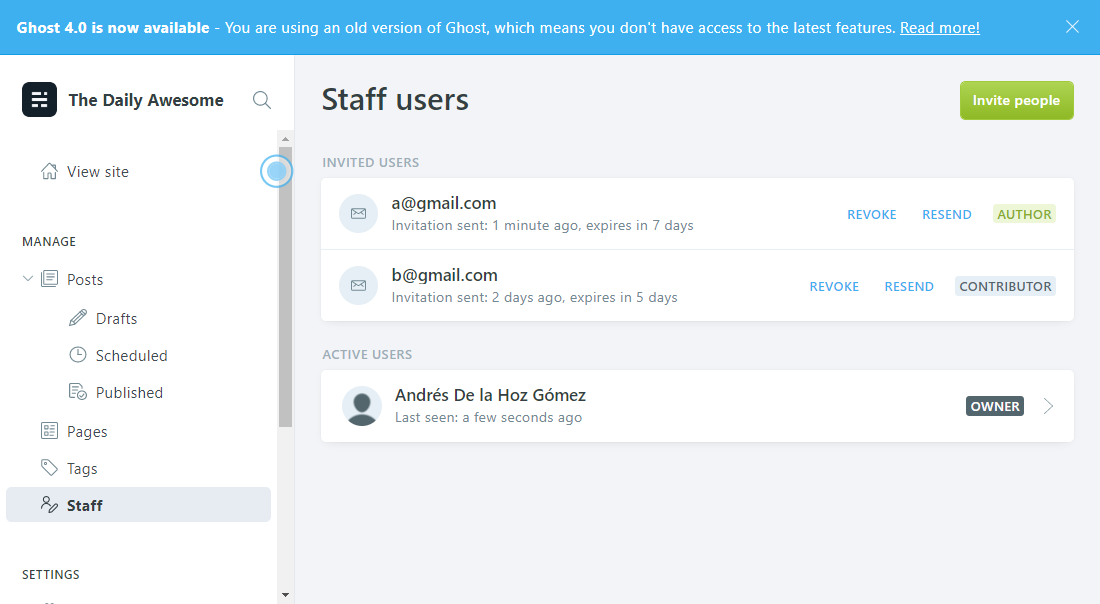 Ghost 4.0 is now available - You are using an old version of Ghost, which means you don't have access to the latest features. Read more!
The Daily Awesome
View site
MANAGE
Posts
Drafts
Scheduled
Published
Pages
Tags
Staff
SETTINGS
Staff users
Invite people
INVITED USERS
a@gmail.com
Invitation sent: 1 minute ago, expires in 7 days
REVOKE RESEND AUTHOR
b@gmail.com
Invitation sent: 2 days ago, expires in 5 days
REVOKE RESEND CONTRIBUTOR
ACTIVE USERS
Andrés De la Hoz Gómez
Last seen: a few seconds ago
OWNER